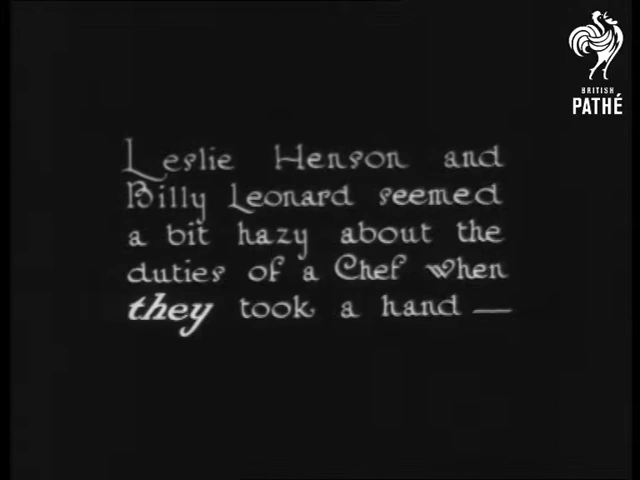 BRITISH
PATHÉ
Leslie Henson and
Billy Leonard seemed
a bit hazy about the
duties of a Chef when
they took a hand —